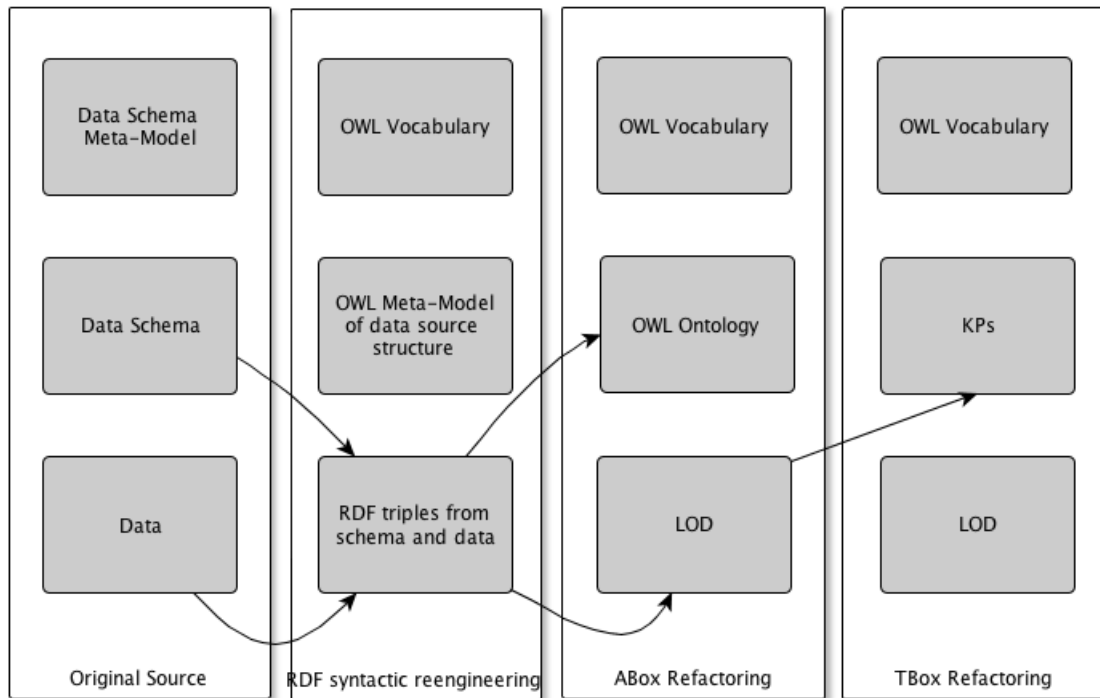 Data Schema
Meta-Model
Data Schema
Data
Original Source
OWL Vocabulary
OWL Meta-Model
of data source
structure
RDF triples from
schema and data
RDF syntactic reengineering
OWL Vocabulary
OWL Ontology
LOD
ABox Refactoring
OWL Vocabulary
KPs
LOD
TBox Refactoring